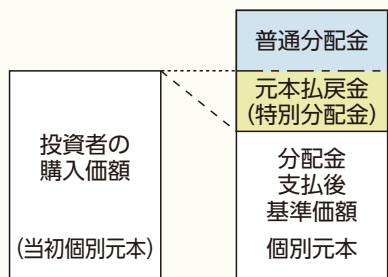 普通分配金
元本払戻金
(特別分配金)
投資者の
購入価額
(当初個別元本)
分配金
支払後
基準価額
個別元本